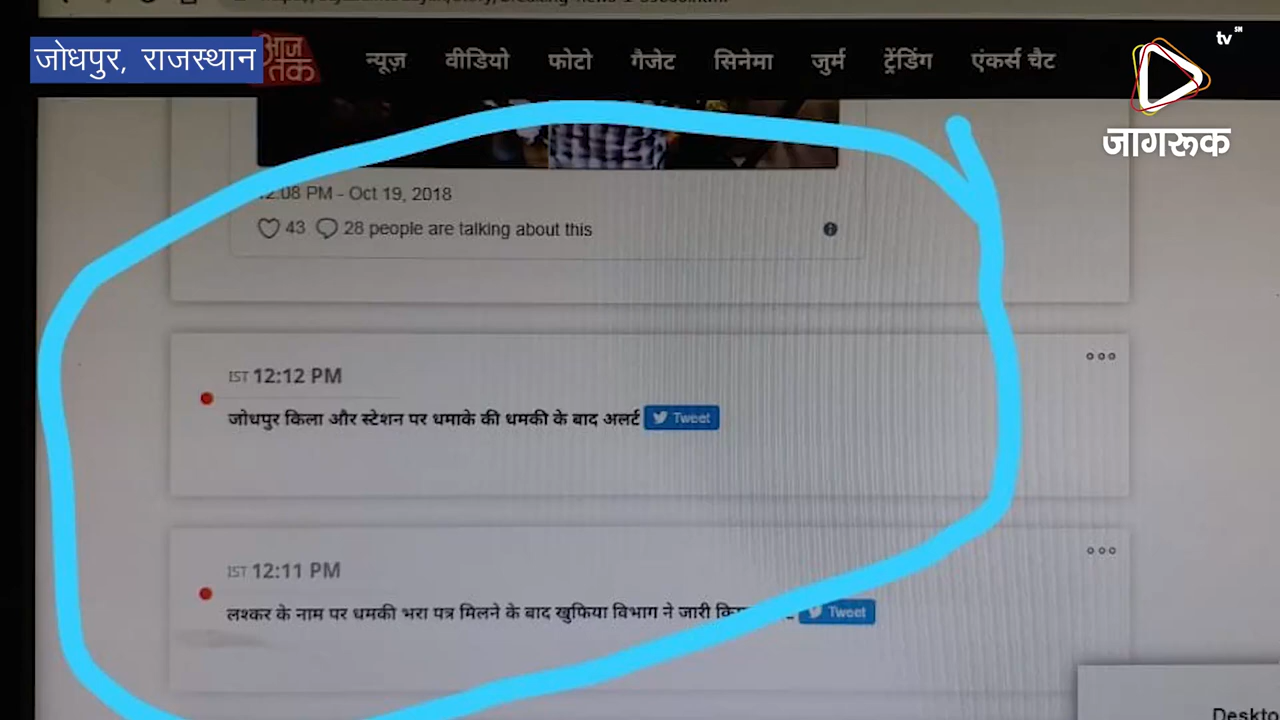 जोधपुर, राजस्थान
आज तक
न्यूज़ वीडियो फोटो गैजेट सिनेमा जुर्म ट्रेंडिंग एंकर्स चैट
tv SM
जागरूक
2.08 PM - Oct 19, 2018
43 28 people are talking about this
IST 12:12 PM
जोधपुर किला और स्टेशन पर धमाके की धमकी के बाद अलर्ट Tweet
IST 12:11 PM
लश्कर के नाम पर धमकी भरा पत्र मिलने के बाद खुफिया विभाग ने जारी Tweet
Deskto